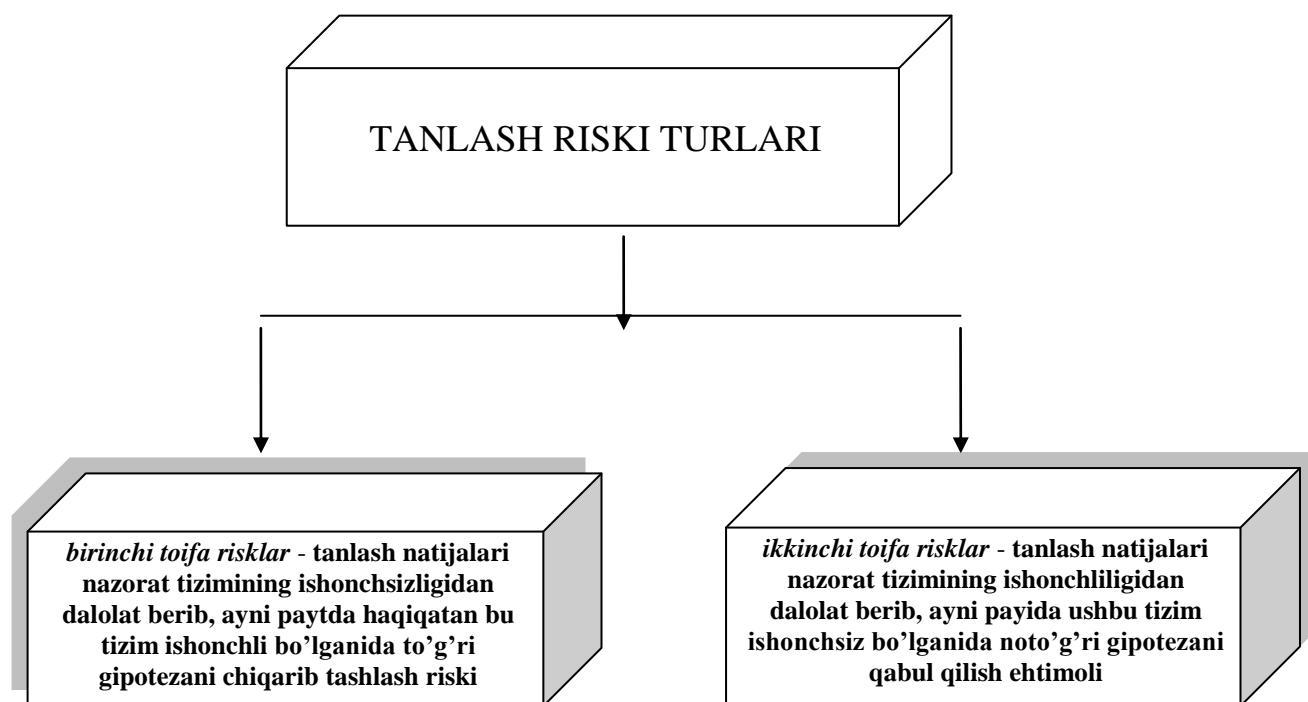 TANLASH RISKI TURLARI
birinchi toifa risklar - tanlash natijalari
nazorat tizimining ishonchsizligidan
dalolat berib, ayni paytda haqiqatan bu
tizim ishonchli bo’lganida to’g’ri
gipotezani chiqarib tashlash riski
ikkinchi toifa risklar - tanlash natijalari
nazorat tizimining ishonchliligidan
dalolat berib, ayni payida ushbu tizim
ishonchsiz bo’lganida noto’g’ri gipotezani
qabul qilish ehtimoli